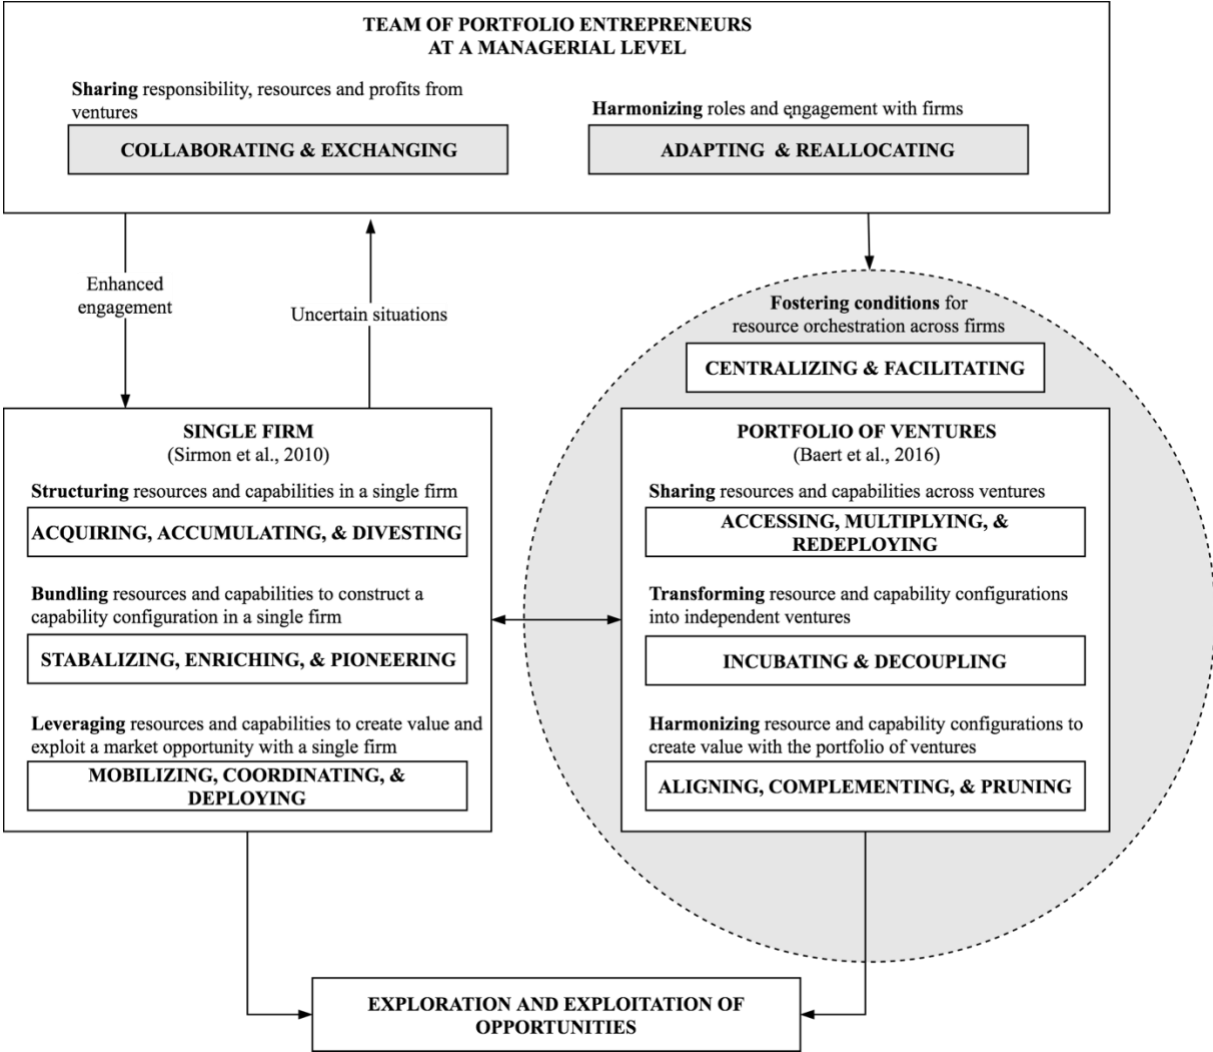 TEAM OF PORTFOLIO ENTREPRENEURS
AT A MANAGERIAL LEVEL
Sharing responsibility, resources and profits from
ventures
COLLABORATING & EXCHANGING
Harmonizing roles and engagement with firms
ADAPTING & REALLOCATING
Enhanced
engagement
Uncertain situations
Fostering conditions for
resource orchestration across firms
CENTRALIZING & FACILITATING
SINGLE FIRM
(Sirmon et al., 2010)
Structuring resources and capabilities in a single firm
ACQUIRING, ACCUMULATING, & DIVESTING
Bundling resources and capabilities to construct a
capability configuration in a single firm
STABALIZING, ENRICHING, & PIONEERING
Leveraging resources and capabilities to create value and
exploit a market opportunity with a single firm
MOBILIZING, COORDINATING, &
DEPLOYING
PORTFOLIO OF VENTURES
(Baert et al., 2016)
Sharing resources and capabilities across ventures
ACCESSING, MULTIPLYING, &
REDEPLOYING
Transforming resource and capability configurations
into independent ventures
INCUBATING & DECOUPLING
Harmonizing resource and capability configurations to
create value with the portfolio of ventures
ALIGNING, COMPLEMENTING, & PRUNING
EXPLORATION AND EXPLOITATION OF
OPPORTUNITIES